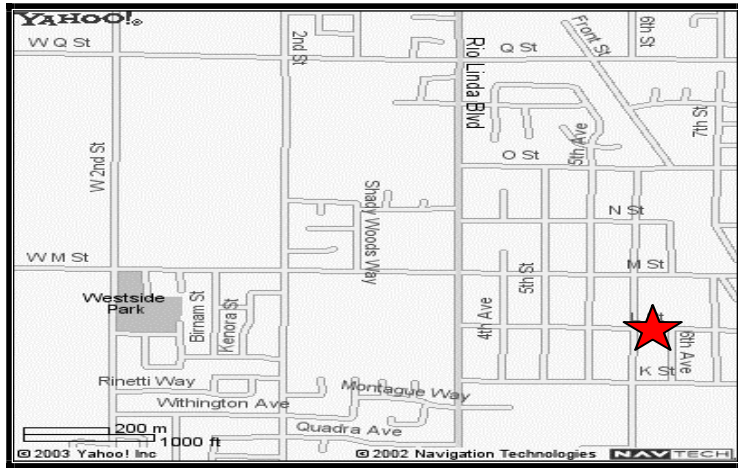 YAHOO!®
W Q St
2nd St
Rio Linda Blvd
Q St
Front St
6th St
7th St
5th Ave
W 2nd St
O St
Shady Woods Way
N St
W M St
M St
Westside
Park
Birnam St
Kenora St
4th Ave
5th St
6th Ave
K St
Rinetti Way
Withington Ave
Montague Way
Quadra Ave
200 m
1000 ft
© 2003 Yahoo! Inc
© 2002 Navigation Technologies
NAVTECH